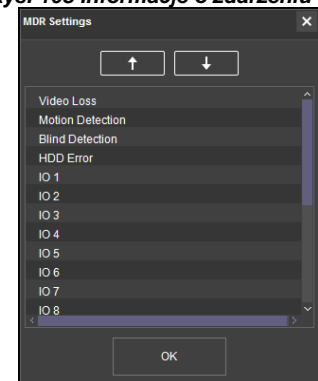 MDR Settings
Video Loss
Motion Detection
Blind Detection
HDD Error
IO 1
IO 2
IO 3
IO 4
IO 5
IO 6
IO 7
IO 8
OK